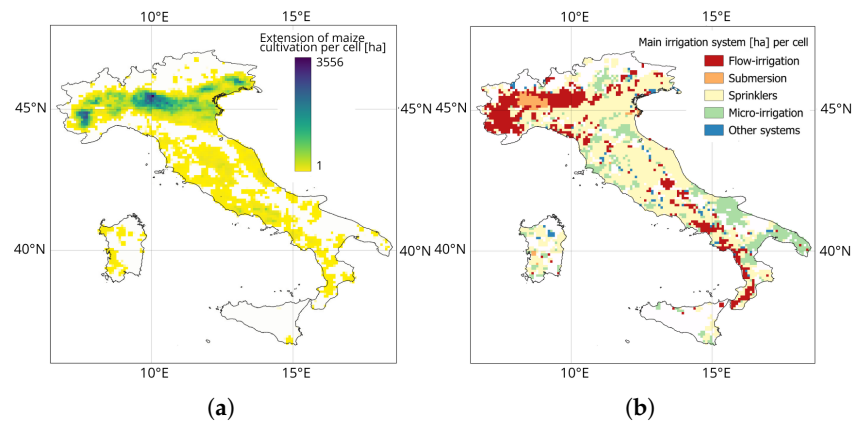 10°E
15°E
Extension of maize
cultivation per cell [ha]
3556
1
45°N
45°N
40°N
40°N
10°E
15°E
(a)
10°E
15°E
Main irrigation system [ha] per cell
Flow-irrigation
Submersion
Sprinklers
Micro-irrigation
Other systems
45°N
45°N
40°N
40°N
10°E
15°E
(b)